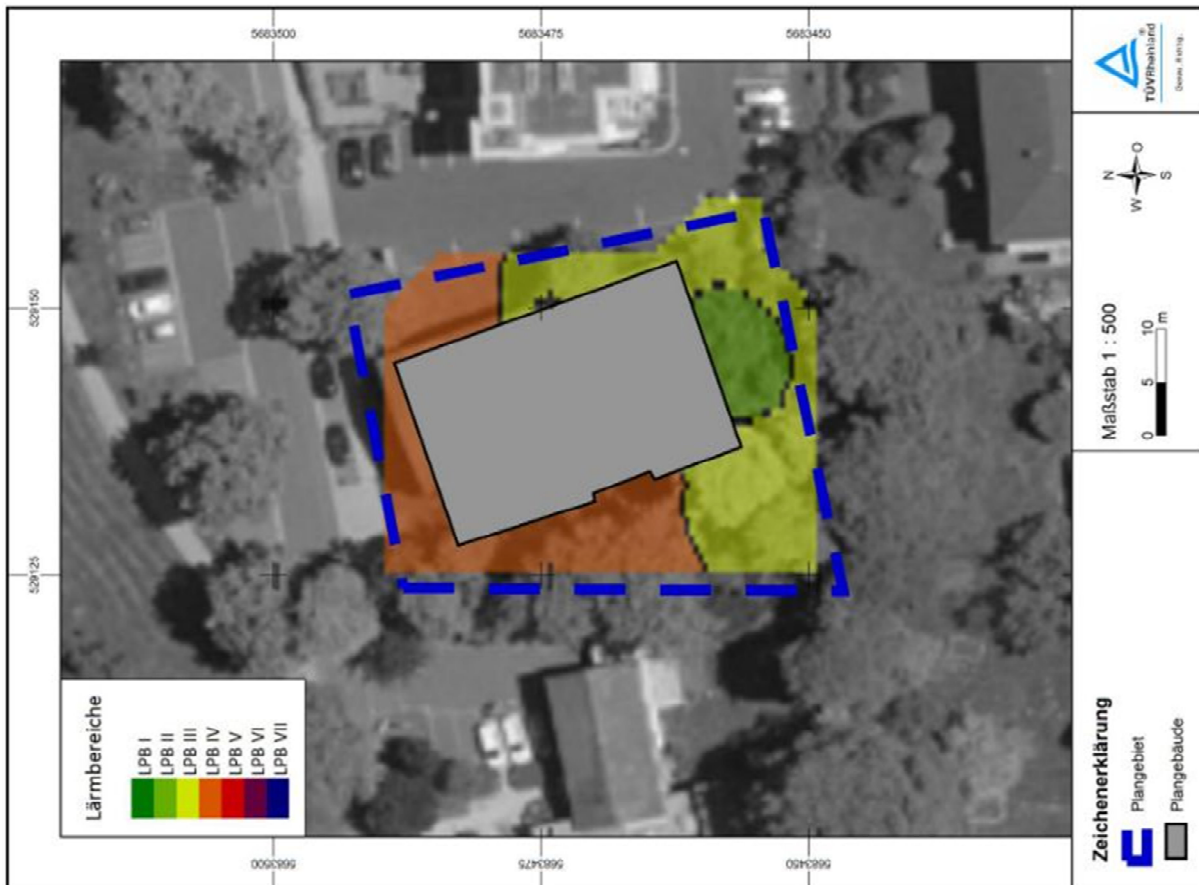 5683500
5683475
5683450
529150
529125
5683500
5683475
5683450
Lärmbereiche
LPB I
LPB II
LPB III
LPB IV
LPB V
LPB VI
LPB VII
Zeichenerklärung
Plangebiet
Plangebäude
Maßstab 1 : 500
0 5 10
m
N
O
S
W
TÜVRheinland
®